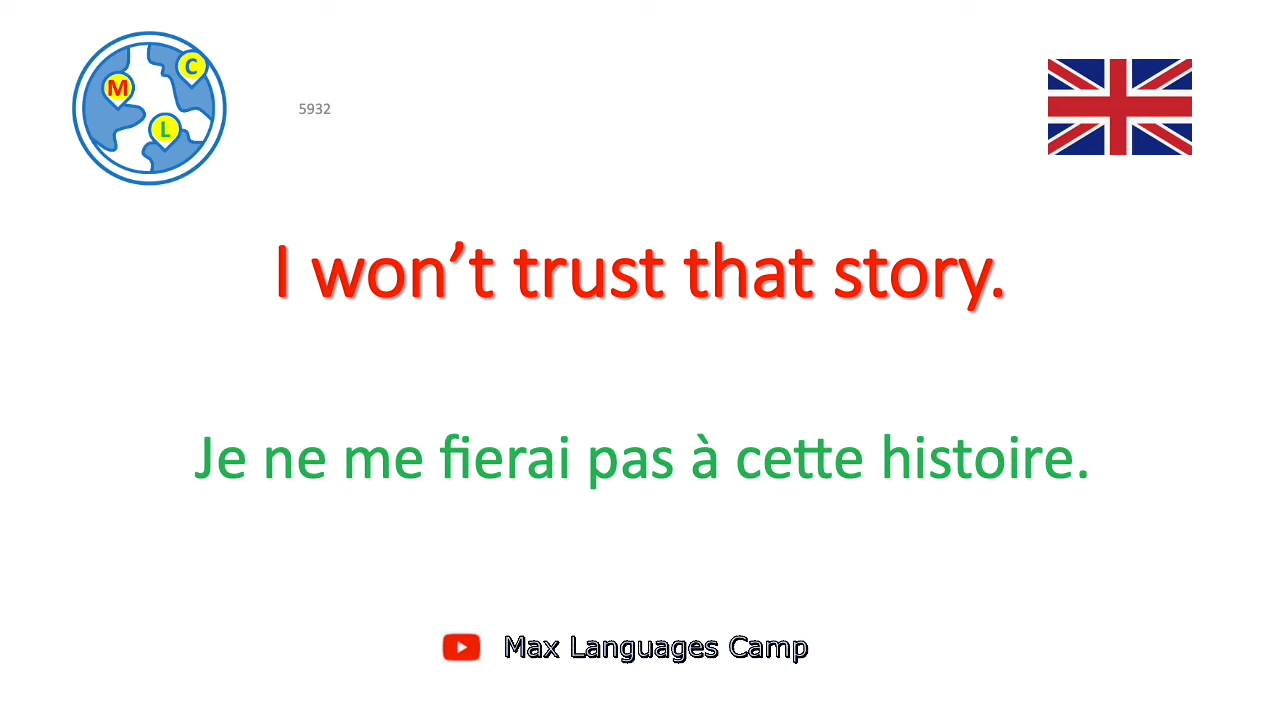 M
C
L
5932
I won’t trust that story.
Je ne me fierai pas à cette histoire.
Max Languages Camp